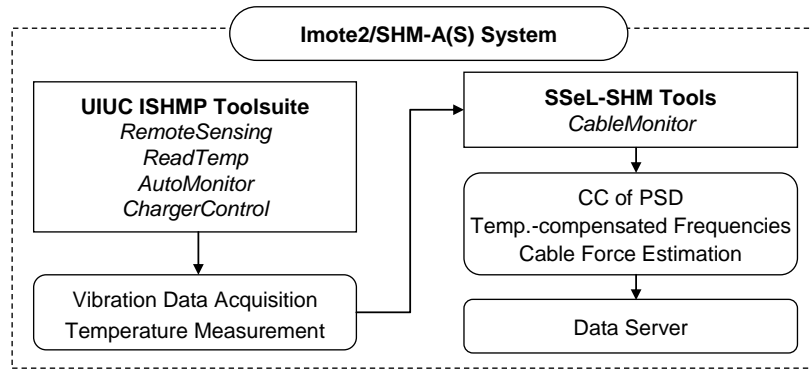 Imote2/SHM-A(S) System
UIUC ISHMP Toolsuite
RemoteSensing
ReadTemp
AutoMonitor
ChargerControl
Vibration Data Acquisition
Temperature Measurement
SSeL-SHM Tools
CableMonitor
CC of PSD
Temp.-compensated Frequencies
Cable Force Estimation
Data Server